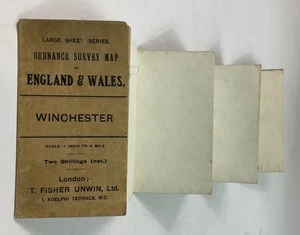 LARGE SHEET SERIES.
ORDNANCE SURVEY MAP
OF
ENGLAND & WALES.
WINCHESTER
SCALE: 1 INCH TO A MILE
Two Shillings (net.)
London:
T. FISHER UNWIN, Ltd.
1, ADELPHI TERRACE, W.C.